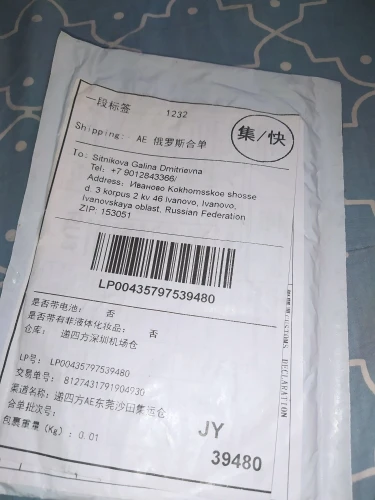 一段标签 1232
集/快
Shipping: AE 俄罗斯合单
To: Sitnikova Galina Dmitrievna
Tel: +7 9012843366/
Address: Иваново Kokhomsskoe shosse
d. 3 korpus 2 kv 46 Ivanovo, Ivanovo,
Ivanovskaya oblast, Russian Federation
ZIP: 153051
LP00435797539480
是否带电池: 否
是否带有非液体化妆品: 否
仓库: 递四方深圳机场仓
LP号: LP00435797539480
交易单号: 8127431791904930
渠道名称: 递四方AE东莞沙田集运仓
合单批次号:
包裹重量(Kg): 0.01
JY
39480
CUSTOMS DECLARATION